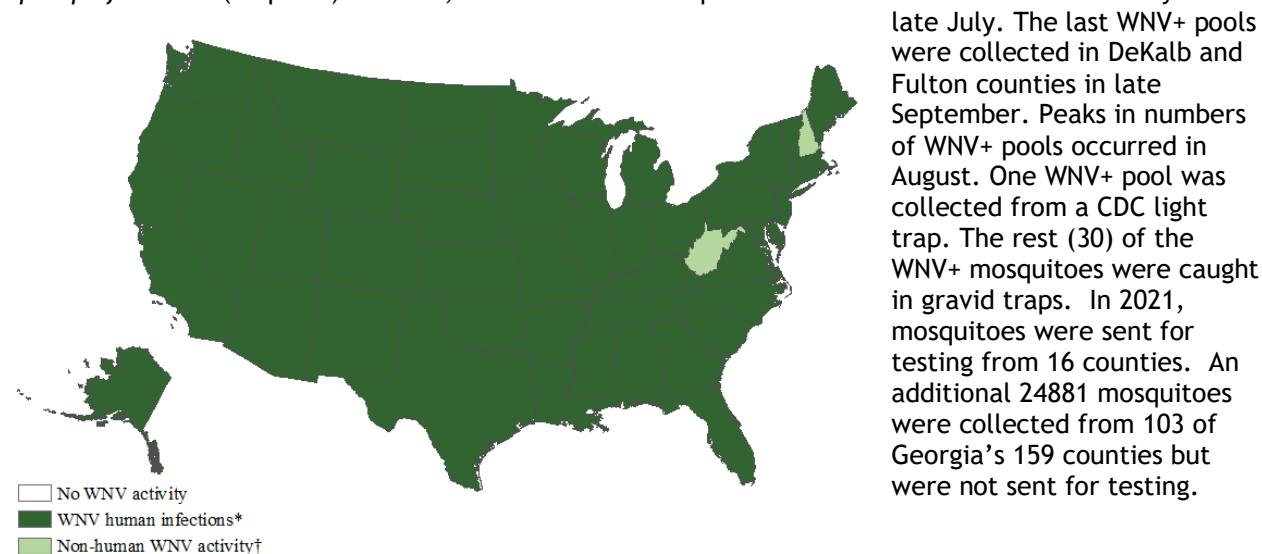 late July. The last WNV+ pools
were collected in DeKalb and
Fulton counties in late
September. Peaks in numbers
of WNV+ pools occurred in
August. One WNV+ pool was
collected from a CDC light
trap. The rest (30) of the
WNV+ mosquitoes were caught
in gravid traps. In 2021,
mosquitoes were sent for
testing from 16 counties. An
additional 24881 mosquitoes
were collected from 103 of
Georgia’s 159 counties but
were not sent for testing.
No WNV activity
WNV human infections*
Non-human WNV activity†